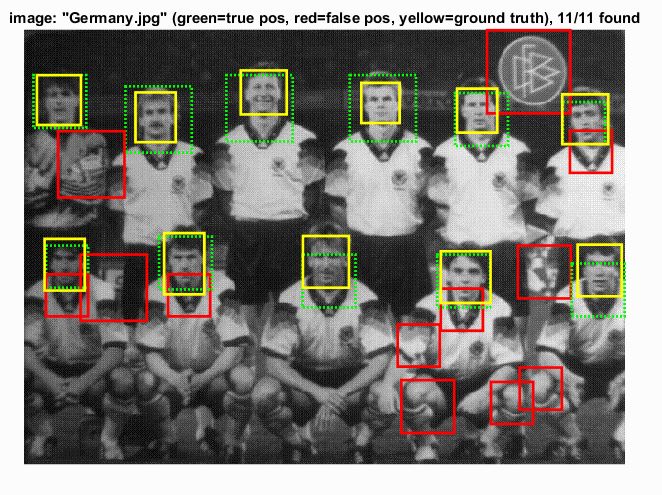 image: "Germany.jpg" (green=true pos, red=false pos, yellow=ground truth), 11/11 found